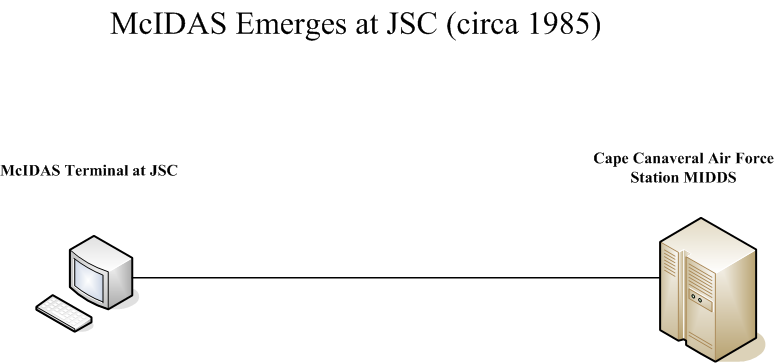 McIDAS Emerges at JSC (circa 1985)
McIDAS Terminal at JSC
Cape Canaveral Air Force
Station MIDDS